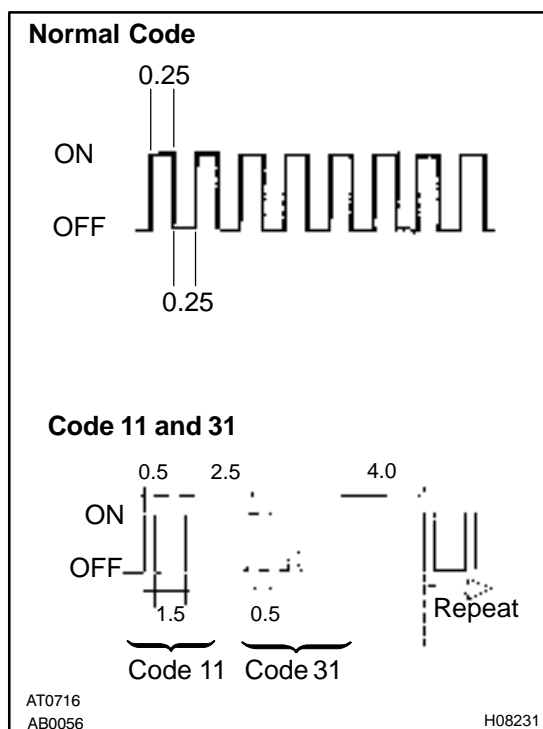 Normal Code
0.25
ON
OFF
0.25
Code 11 and 31
0.5 2.5 4.0
ON
OFF
1.5 0.5
Repeat
Code 11 Code 31
AT0716
AB0056 H08231